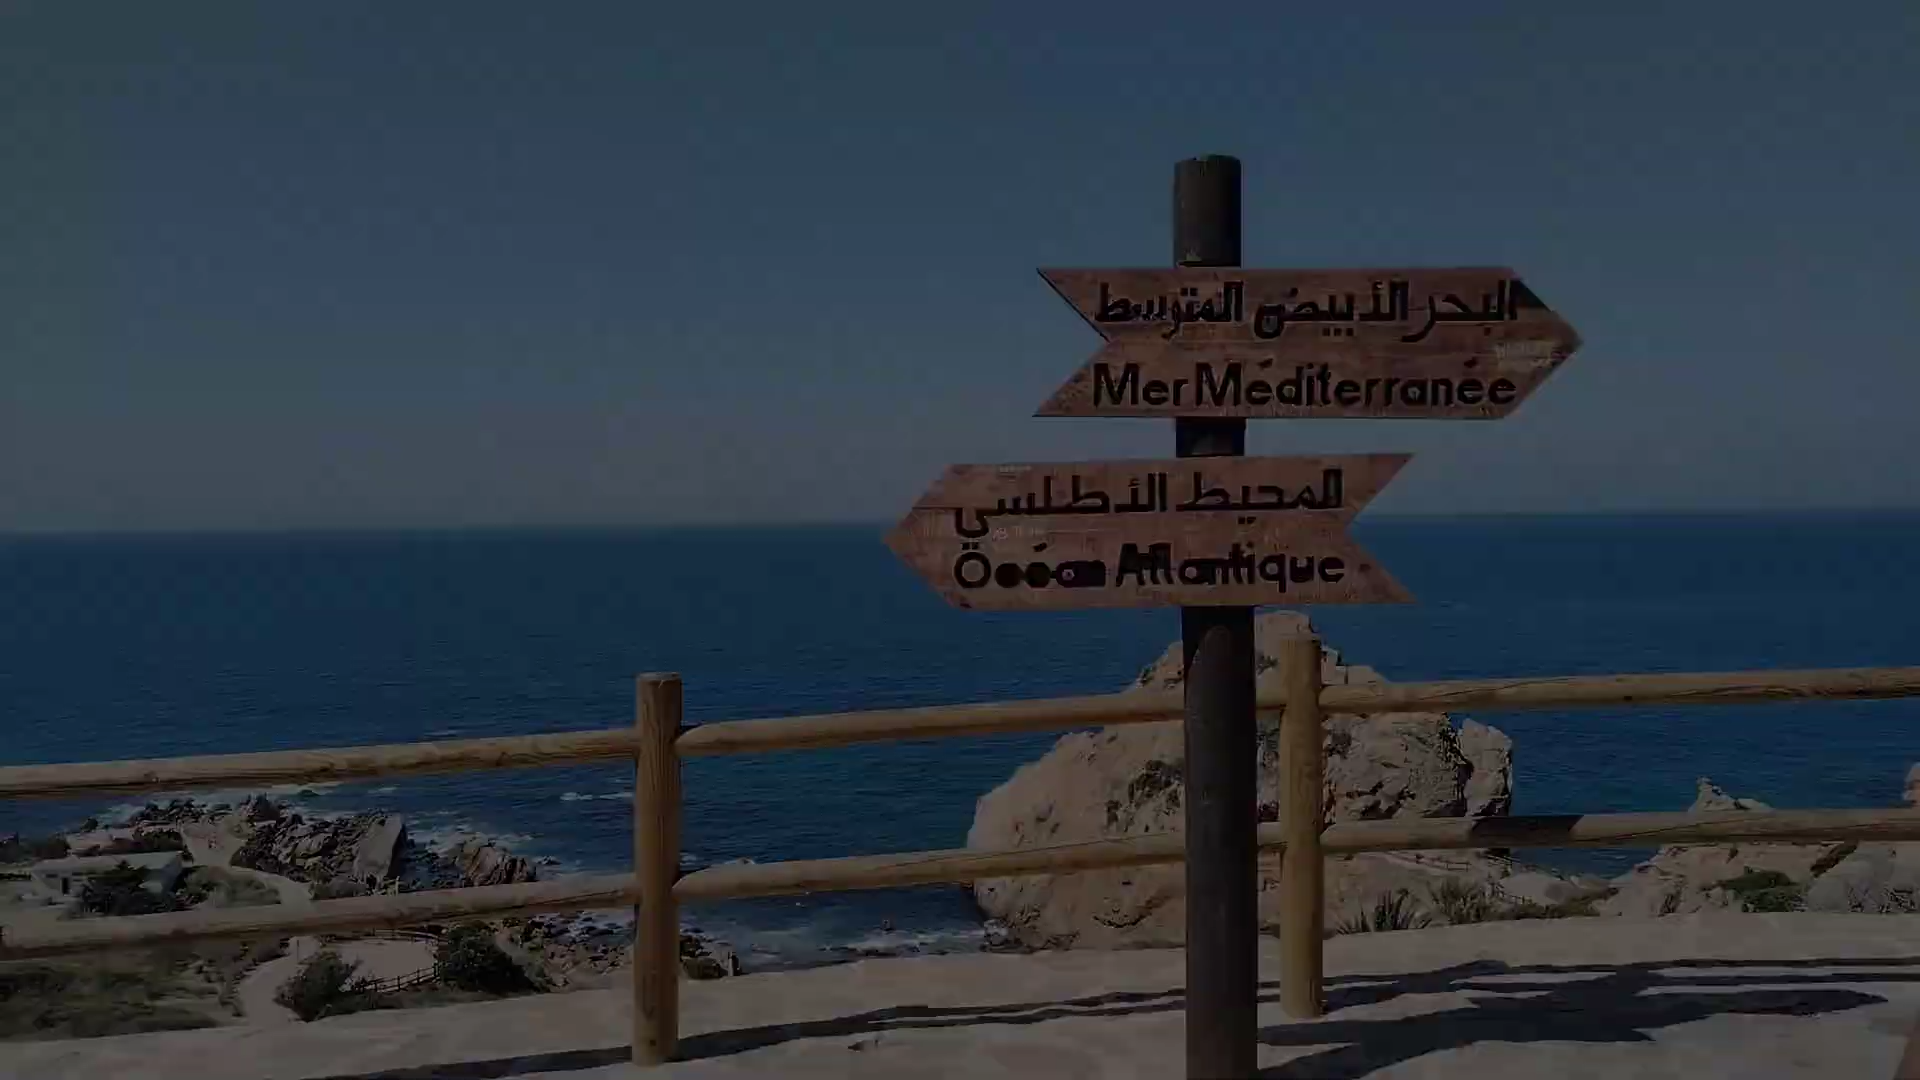 البحر الأبيض المتوسط
Mer Méditerranée
المحيط الأطلسي
Océan Atlantique